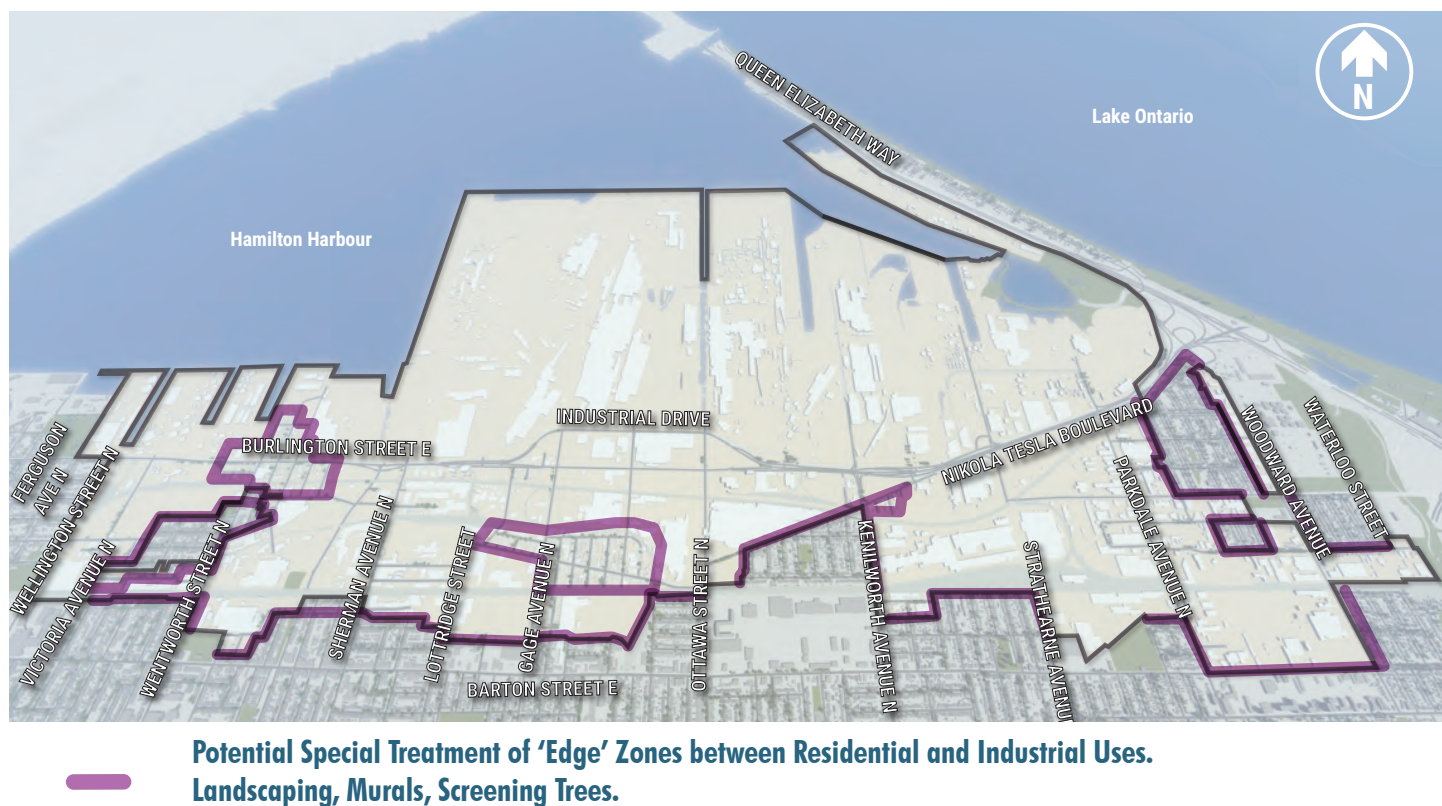 QUEEN ELIZABETH WAY
Lake Ontario
N
Hamilton Harbour
INDUSTRIAL DRIVE
BURLINGTON STREET E
NIKOLA TESLA BOULEVARD
WOODWARD AVENUE
WATERLOO STREET
FERGUSON
AVE N
WELLINGTON STREET N
VICTORIA AVENUE N
WENTWORTH STREET N
SHERMAN AVENUE N
LOTTRIDGE STREET
GAGE AVENUE N
OTTAWA STREET N
KENILWORTH AVENUE N
STRATHEARNE AVENU
PARKDALE AVENUE N
BARTON STREET E
Potential Special Treatment of ‘Edge’ Zones between Residential and Industrial Uses.
Landscaping, Murals, Screening Trees.